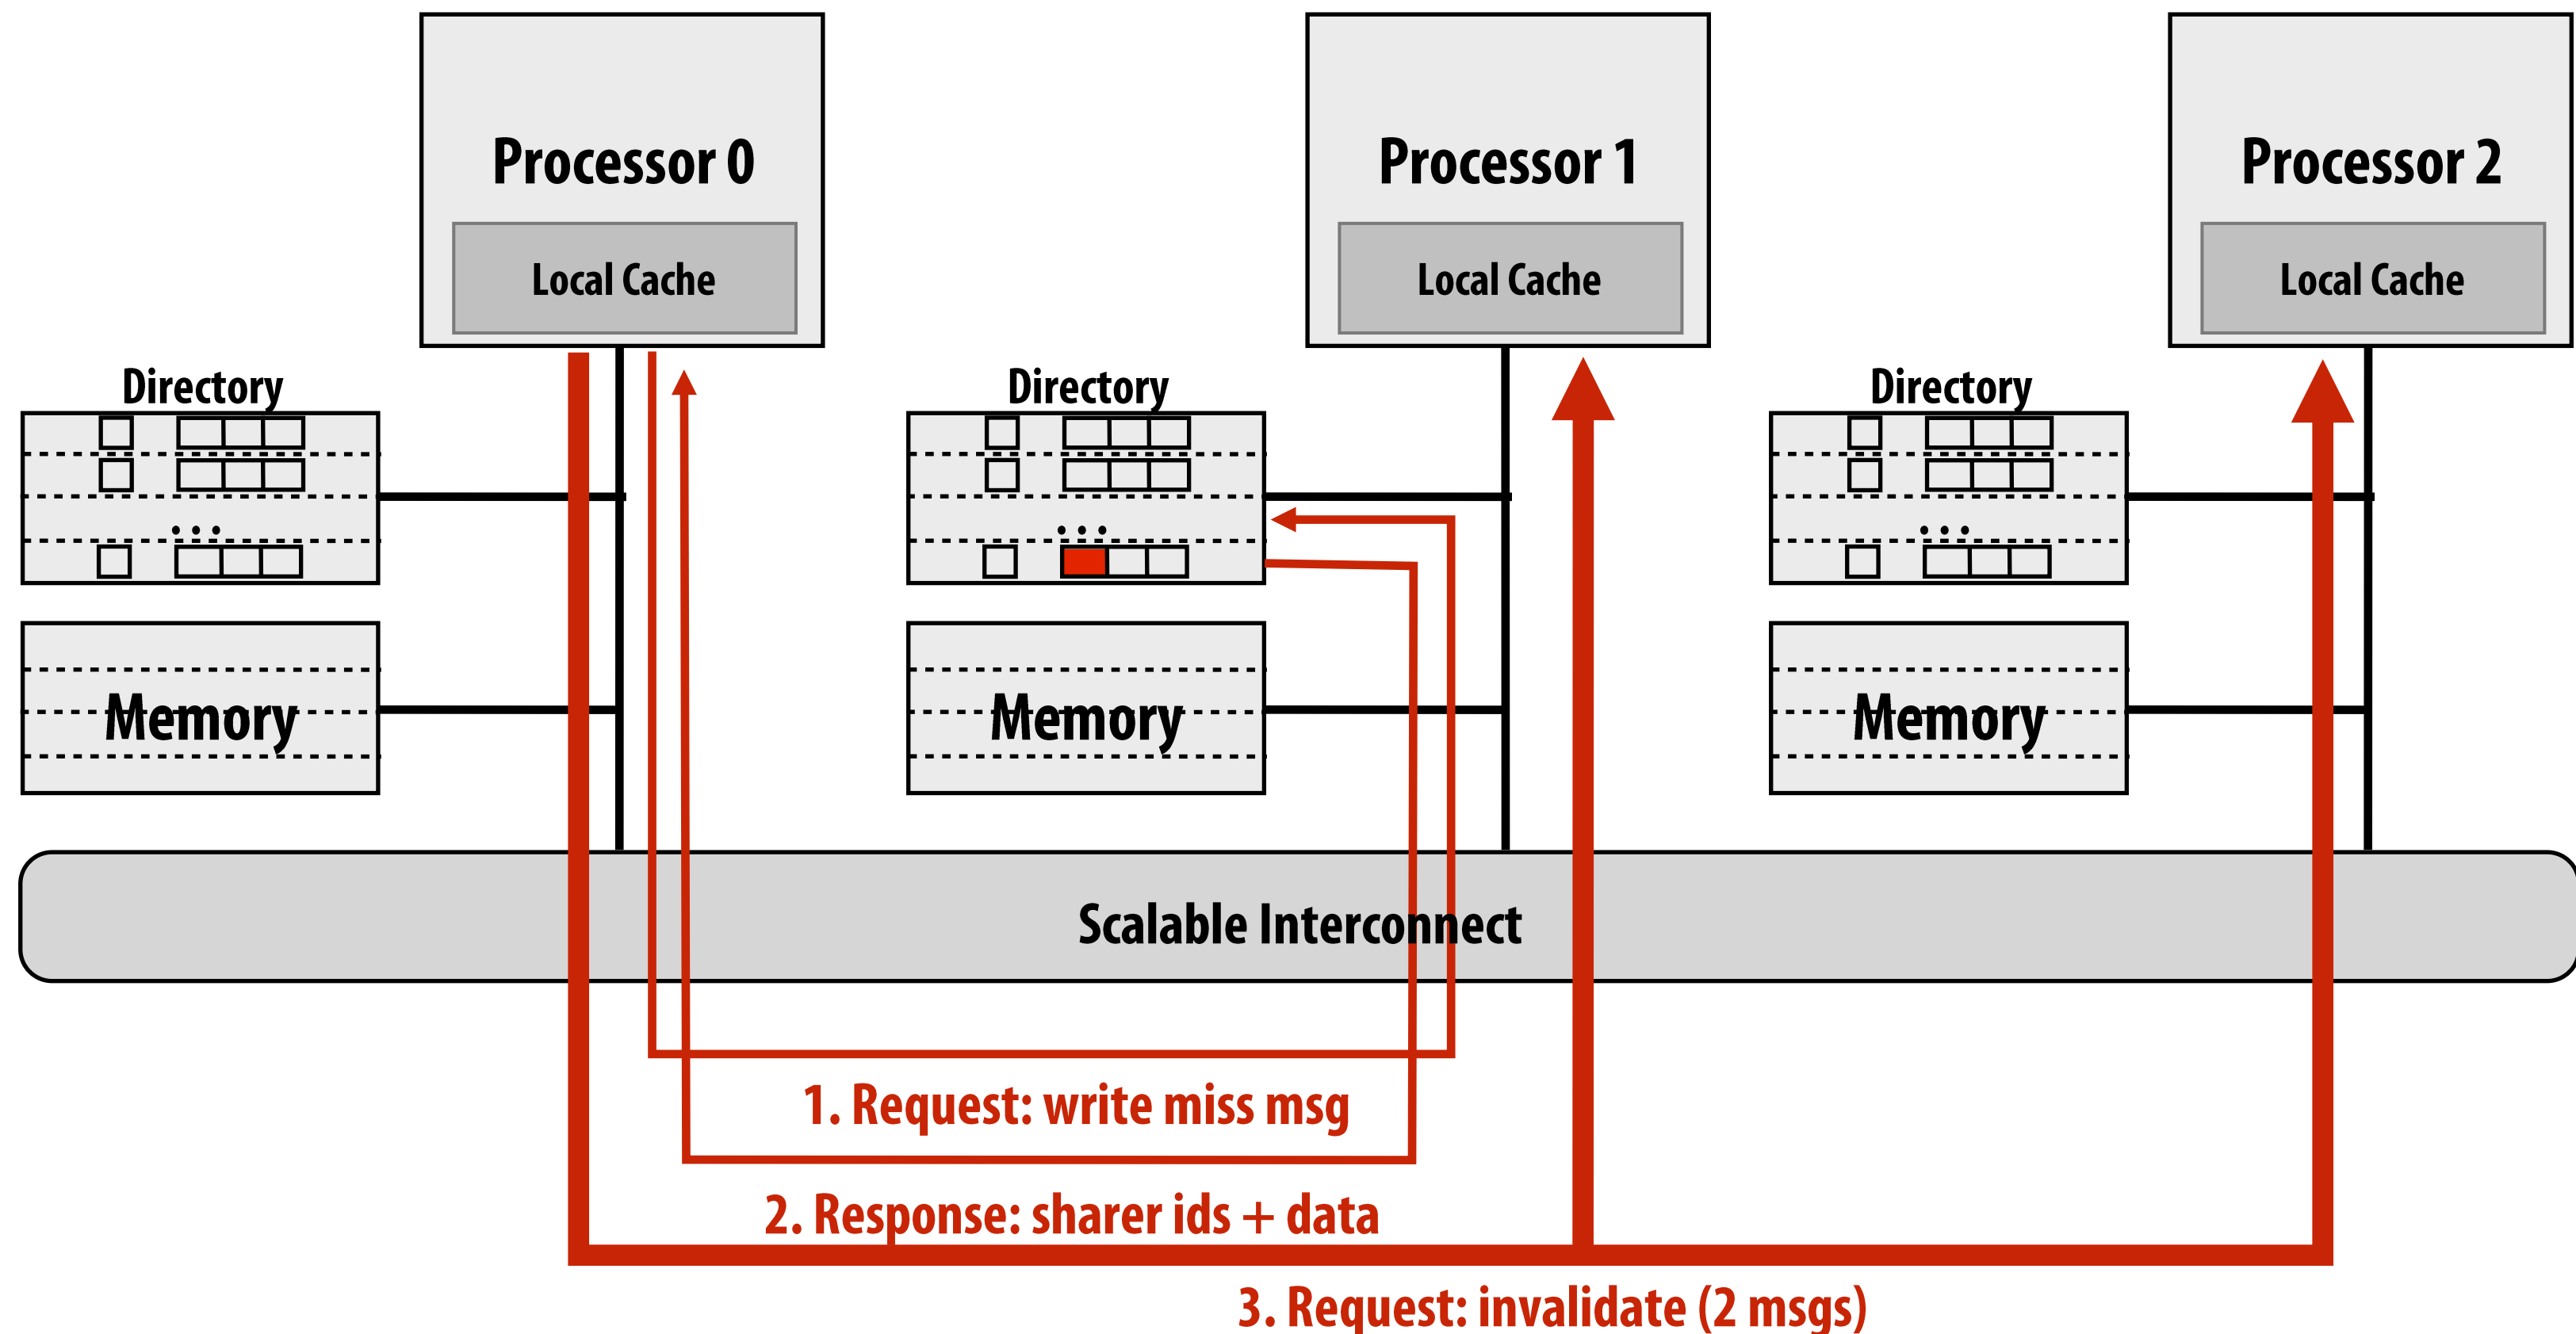 Processor 0
Processor 1
Processor 2
Local Cache
Local Cache
Local Cache
Directory
Directory
Directory
...
...
...
Memory
Memory
Memory
Scalable Interconnect
1. Request: write miss msg
2. Response: sharer ids + data
3. Request: invalidate (2 msgs)